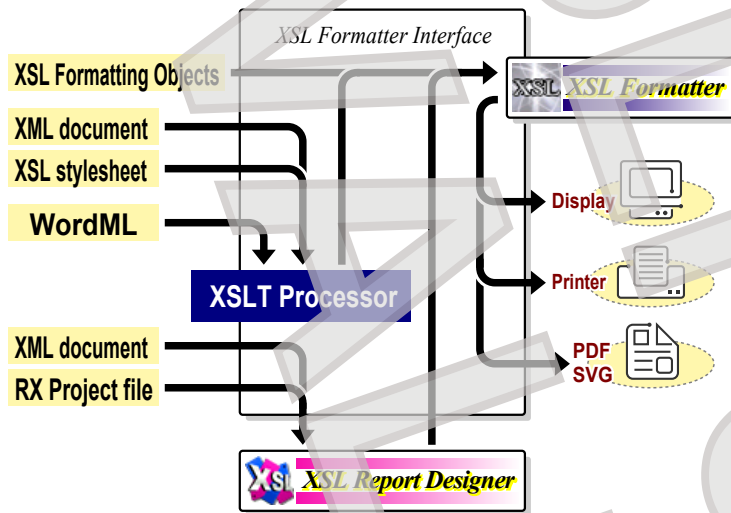 XSL Formatter Interface
XSL Formatting Objects
XSL XSL Formatter
XML document
XSL stylesheet
Display
WordML
XSLT Processor
Printer
XML document
PDF
SVG
RX Project file
XSL XSL Report Designer